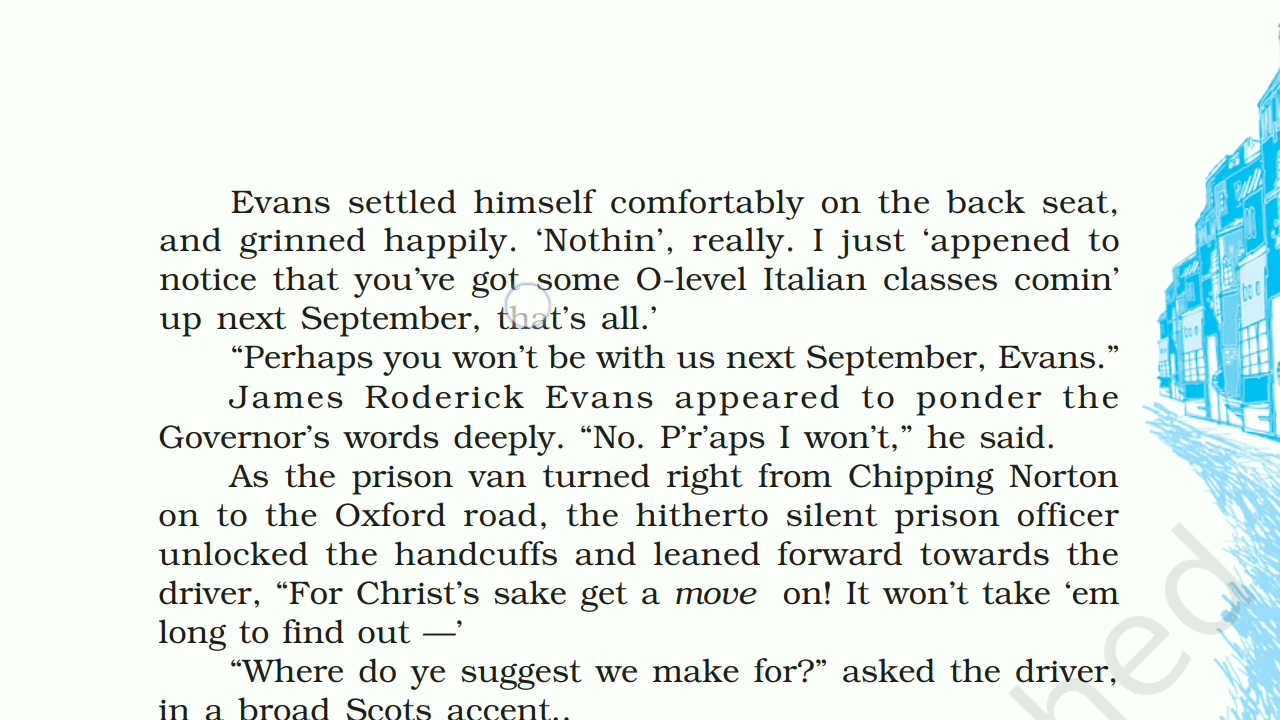 Evans settled himself comfortably on the back seat,
and grinned happily. ‘Nothin’, really. I just ‘appened to
notice that you’ve got some O-level Italian classes comin’
up next September, that’s all.’
“Perhaps you won’t be with us next September, Evans.”
James Roderick Evans appeared to ponder the
Governor’s words deeply. “No. P’r’aps I won’t,” he said.
As the prison van turned right from Chipping Norton
on to the Oxford road, the hitherto silent prison officer
unlocked the handcuffs and leaned forward towards the
driver, “For Christ’s sake get a move on! It won’t take ‘em
long to find out —’
“Where do ye suggest we make for?” asked the driver,
in a broad Scots accent..
hed